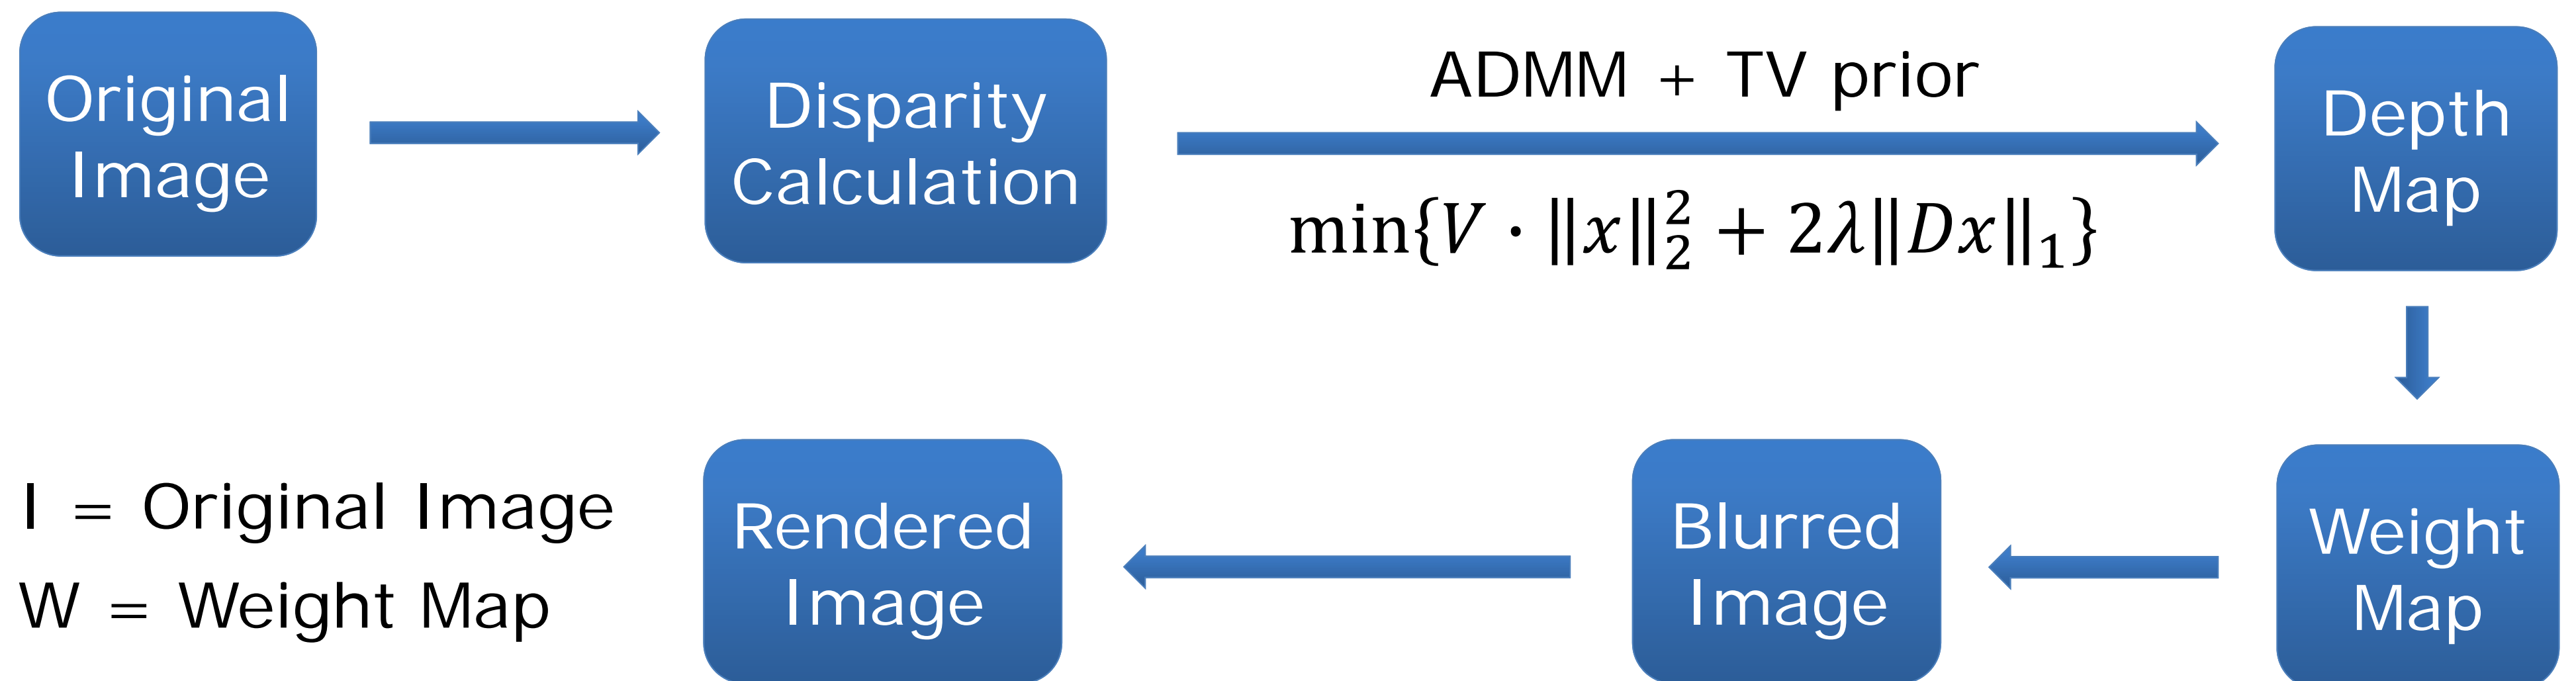 Original
Image
Disparity
Calculation
ADMM + TV prior
min{V · ‖x‖₂² + 2λ‖Dx‖₁}
Depth
Map
I = Original Image
W = Weight Map
Rendered
Image
Blurred
Image
Weight
Map